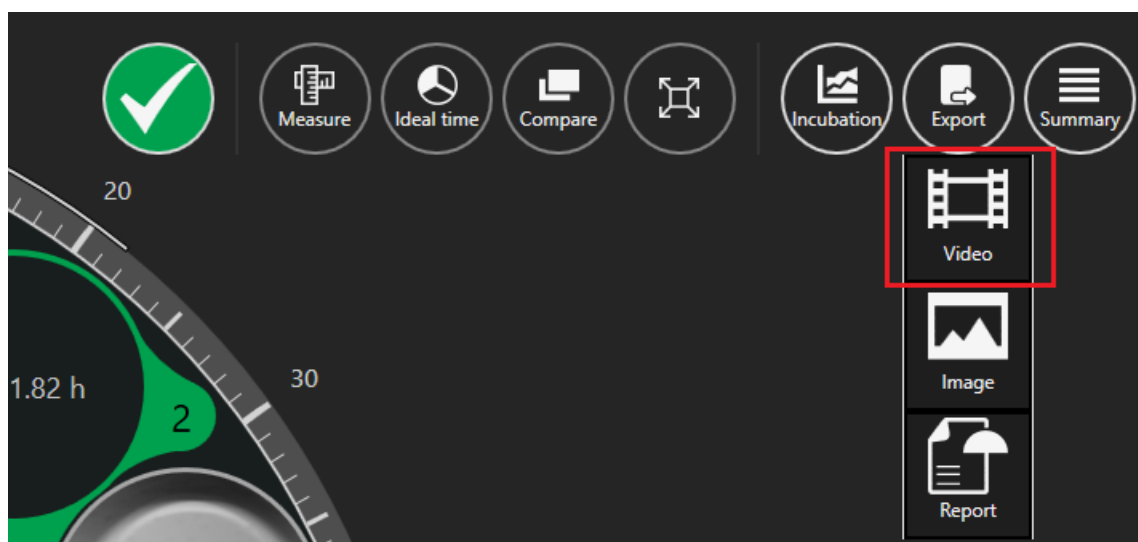 Measure
Ideal time
Compare
Incubation
Export
Summary
20
Video
30
1.82 h
2
Image
Report